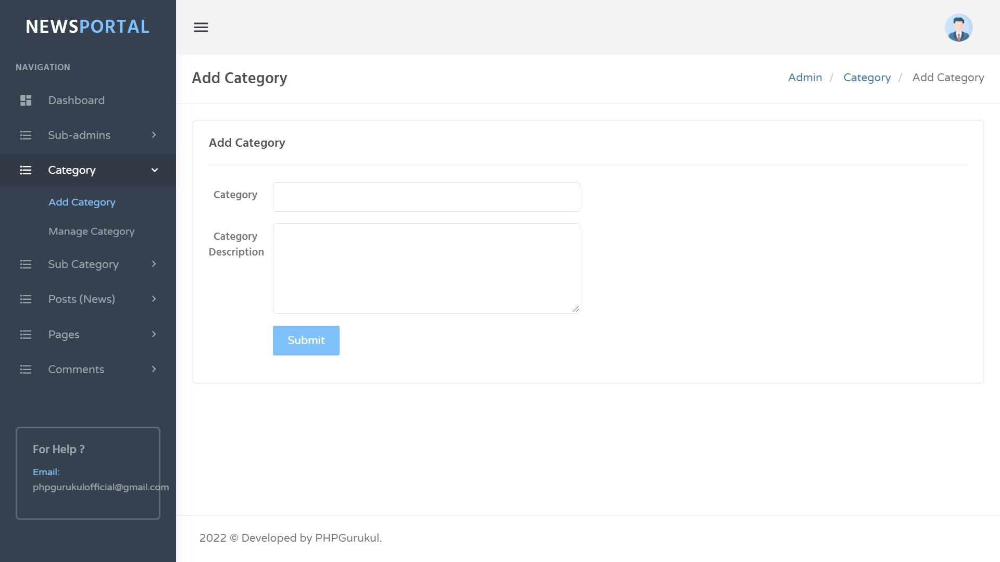 NEWSPORTAL
NAVIGATION
Dashboard
Sub-admins
Category
Add Category
Manage Category
Sub Category
Posts (News)
Pages
Comments
For Help ?
Email:
phpgurukulofficial@gmail.com
Add Category
Admin / Category / Add Category
Add Category
Category
Category
Description
Submit
2022 © Developed by PHPGurukul.